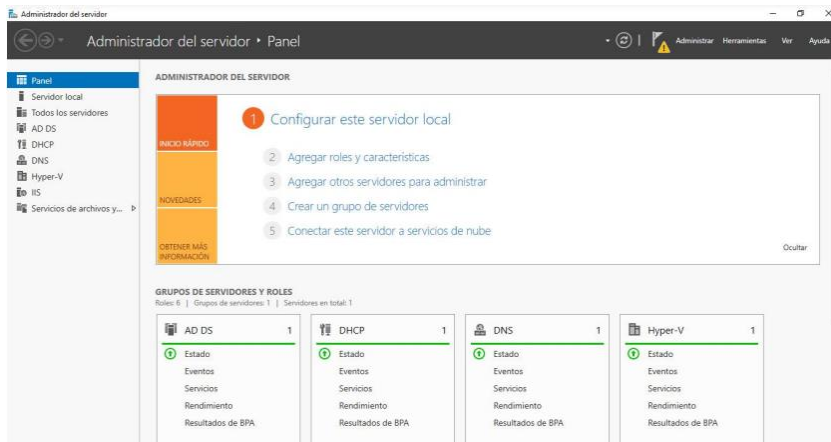 Administrador del servidor
Administrador del servidor ‣ Panel
Administrar Herramientas Ver Ayuda
Panel
Servidor local
Todos los servidores
AD DS
DHCP
DNS
Hyper-V
IIS
Servicios de archivos y...
ADMINISTRADOR DEL SERVIDOR
INICIO RÁPIDO
NOVEDADES
OBTENER MÁS
INFORMACIÓN
1 Configurar este servidor local
2 Agregar roles y características
3 Agregar otros servidores para administrar
4 Crear un grupo de servidores
5 Conectar este servidor a servicios de nube
Ocultar
GRUPOS DE SERVIDORES Y ROLES
Roles: 6 | Grupos de servidores: 1 | Servidores en total: 1
AD DS 1
Estado
Eventos
Servicios
Rendimiento
Resultados de BPA
DHCP 1
Estado
Eventos
Servicios
Rendimiento
Resultados de BPA
DNS 1
Estado
Eventos
Servicios
Rendimiento
Resultados de BPA
Hyper-V 1
Estado
Eventos
Servicios
Rendimiento
Resultados de BPA